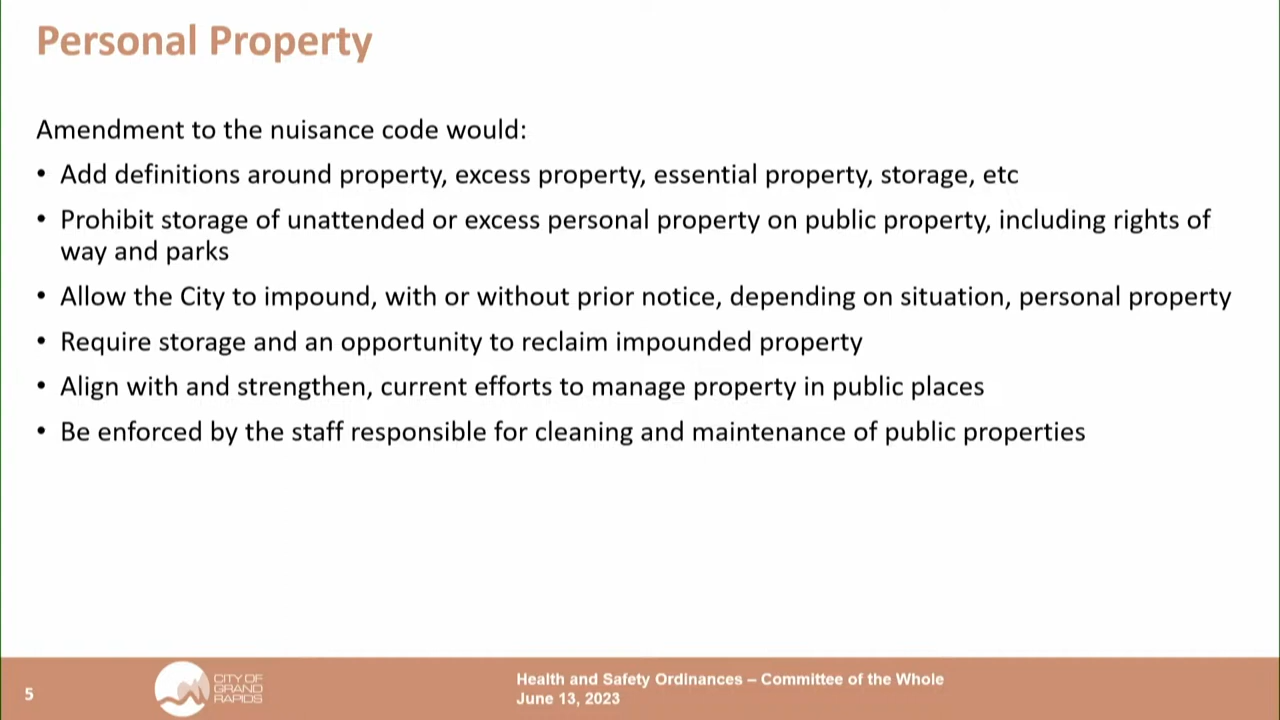 Personal Property
Amendment to the nuisance code would:
• Add definitions around property, excess property, essential property, storage, etc
• Prohibit storage of unattended or excess personal property on public property, including rights of
way and parks
• Allow the City to impound, with or without prior notice, depending on situation, personal property
• Require storage and an opportunity to reclaim impounded property
• Align with and strengthen, current efforts to manage property in public places
• Be enforced by the staff responsible for cleaning and maintenance of public properties
5
CITY OF
GRAND
RAPIDS
Health and Safety Ordinances – Committee of the Whole
June 13, 2023